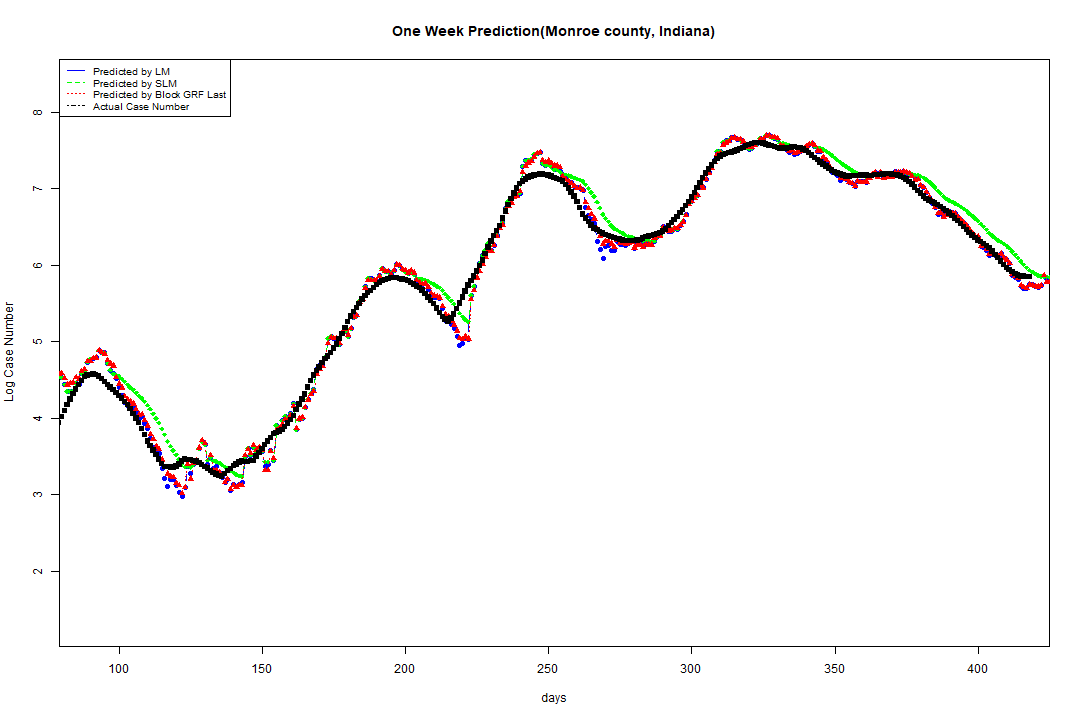 One Week Prediction(Monroe county, Indiana)
Predicted by LM
Predicted by SLM
Predicted by Block GRF Last
Actual Case Number
8
7
6
5
4
3
2
Log Case Number
100 150 200 250 300 350 400
days